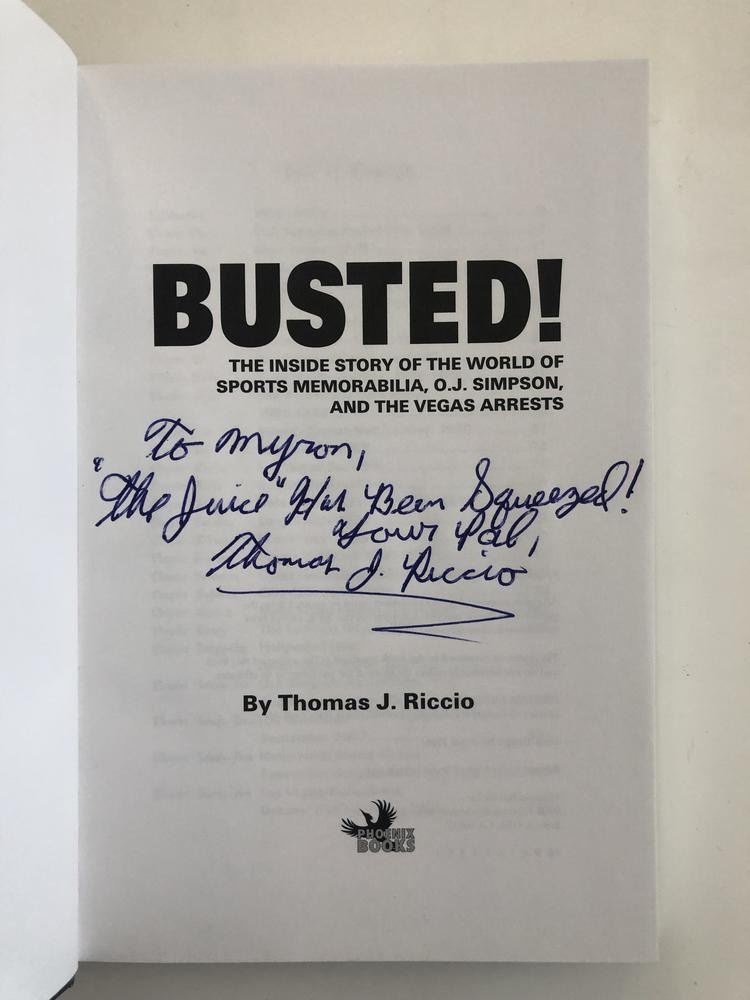 BUSTED!
THE INSIDE STORY OF THE WORLD OF
SPORTS MEMORABILIA, O.J. SIMPSON,
AND THE VEGAS ARRESTS
To Myron,
"The Juice" Has Been Squeezed!
Your Pal,
Thomas J. Riccio
By Thomas J. Riccio
PHOENIX
BOOKS